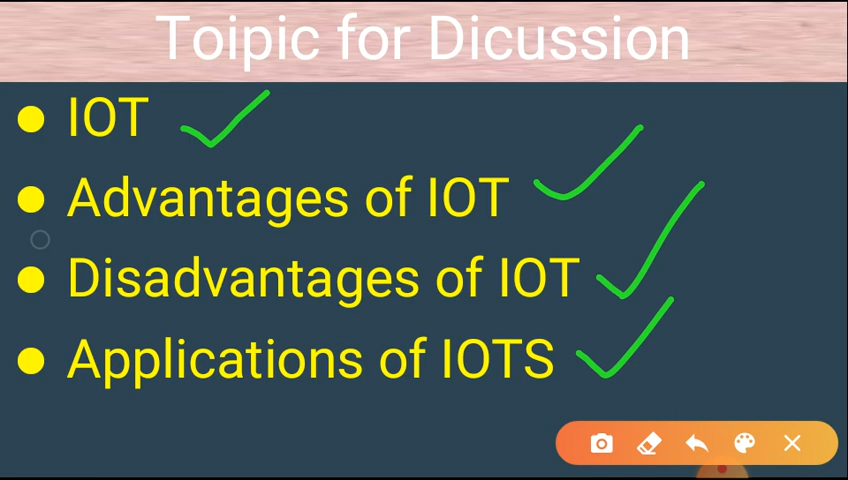 Toipic for Dicussion
IOT
Advantages of IOT
Disadvantages of IOT
Applications of IOTS